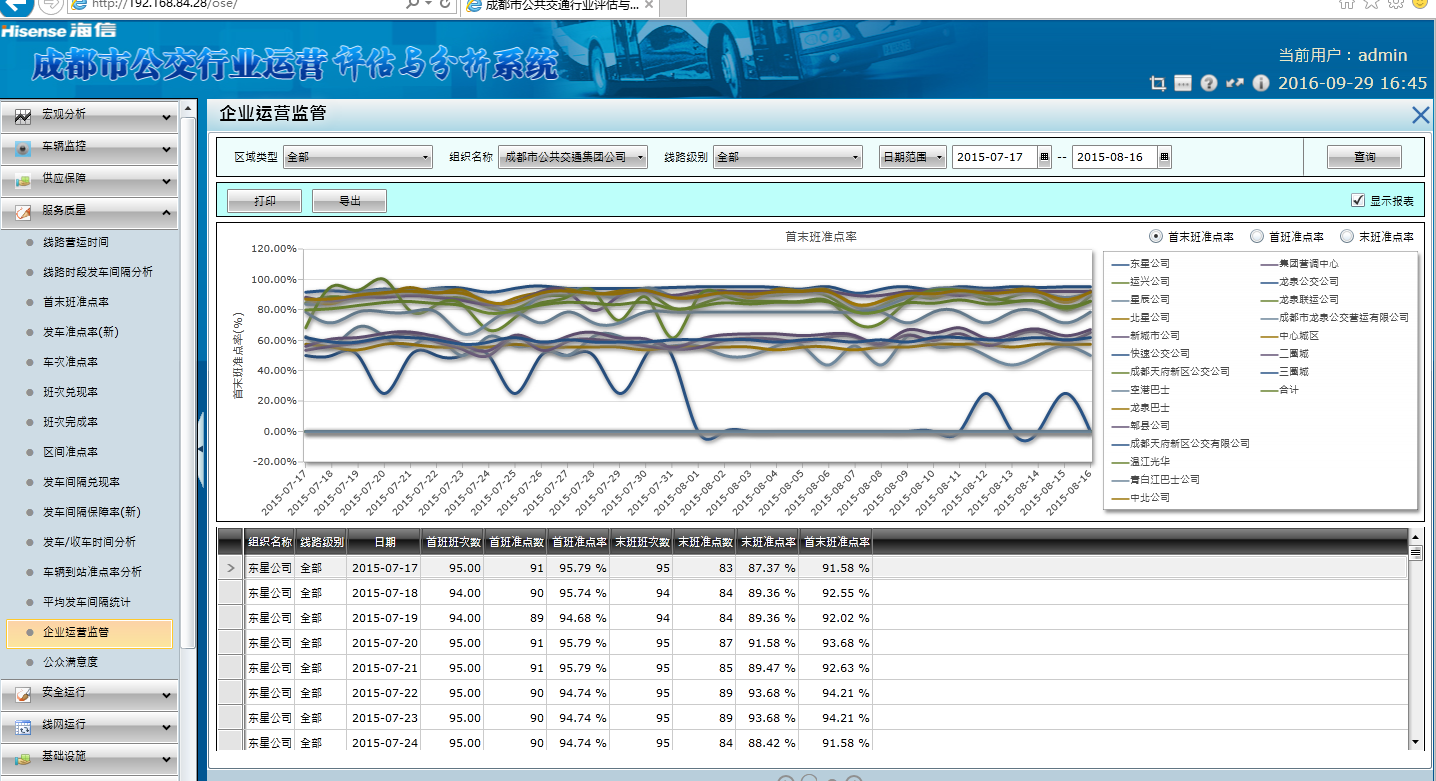 http://192.168.84.28/ose/
成都市公共交通行业评估与...
Hisense 海信
成都市公交行业运营评估与分析系统
当前用户：admin
2016-09-29 16:45
宏观分析
车辆监控
供应保障
服务质量
线路营运时间
线路时段发车间隔分析
首末班准点率
发车准点率(新)
车次准点率
班次兑现率
班次完成率
区间准点率
发车间隔兑现率
发车间隔保障率(新)
发车/收车时间分析
车辆到站准点率分析
平均发车间隔统计
企业运营监管
公众满意度
安全运行
线网运行
基础设施
企业运营监管
区域类型 全部 组织名称 成都市公共交通集团公司 线路级别 全部 日期范围 2015-07-17 -- 2015-08-16 查询
打印 导出 显示报表
首末班准点率
首末班准点率 首班准点率 末班准点率
首末班准点率(%)
120.00%
100.00%
80.00%
60.00%
40.00%
20.00%
0.00%
-20.00%
2015-07-17
2015-07-18
2015-07-19
2015-07-20
2015-07-21
2015-07-22
2015-07-23
2015-07-24
2015-07-25
2015-07-26
2015-07-27
2015-07-28
2015-07-29
2015-07-30
2015-07-31
2015-08-01
2015-08-02
2015-08-03
2015-08-04
2015-08-05
2015-08-06
2015-08-07
2015-08-08
2015-08-09
2015-08-10
2015-08-11
2015-08-12
2015-08-13
2015-08-14
2015-08-15
2015-08-16
东星公司
运兴公司
星辰公司
北星公司
新城市公司
快速公交公司
成都天府新区公交公司
空港巴士
龙泉巴士
郫县公司
成都天府新区公交有限公司
温江光华
青白江巴士公司
中北公司
集团营调中心
龙泉公交公司
龙泉联运公司
成都市龙泉公交营运有限公司
中心城区
二圈城
三圈城
合计
组织名称 线路级别 日期 首班班次数 首班准点数 首班准点率 末班班次数 末班准点数 末班准点率 首末班准点率
东星公司 全部 2015-07-17 95.00 91 95.79 % 95 83 87.37 % 91.58 %
东星公司 全部 2015-07-18 94.00 90 95.74 % 94 84 89.36 % 92.55 %
东星公司 全部 2015-07-19 94.00 89 94.68 % 94 84 89.36 % 92.02 %
东星公司 全部 2015-07-20 95.00 91 95.79 % 95 87 91.58 % 93.68 %
东星公司 全部 2015-07-21 95.00 91 95.79 % 95 85 89.47 % 92.63 %
东星公司 全部 2015-07-22 95.00 90 94.74 % 95 89 93.68 % 94.21 %
东星公司 全部 2015-07-23 95.00 90 94.74 % 95 89 93.68 % 94.21 %
东星公司 全部 2015-07-24 95.00 90 94.74 % 95 84 88.42 % 91.58 %